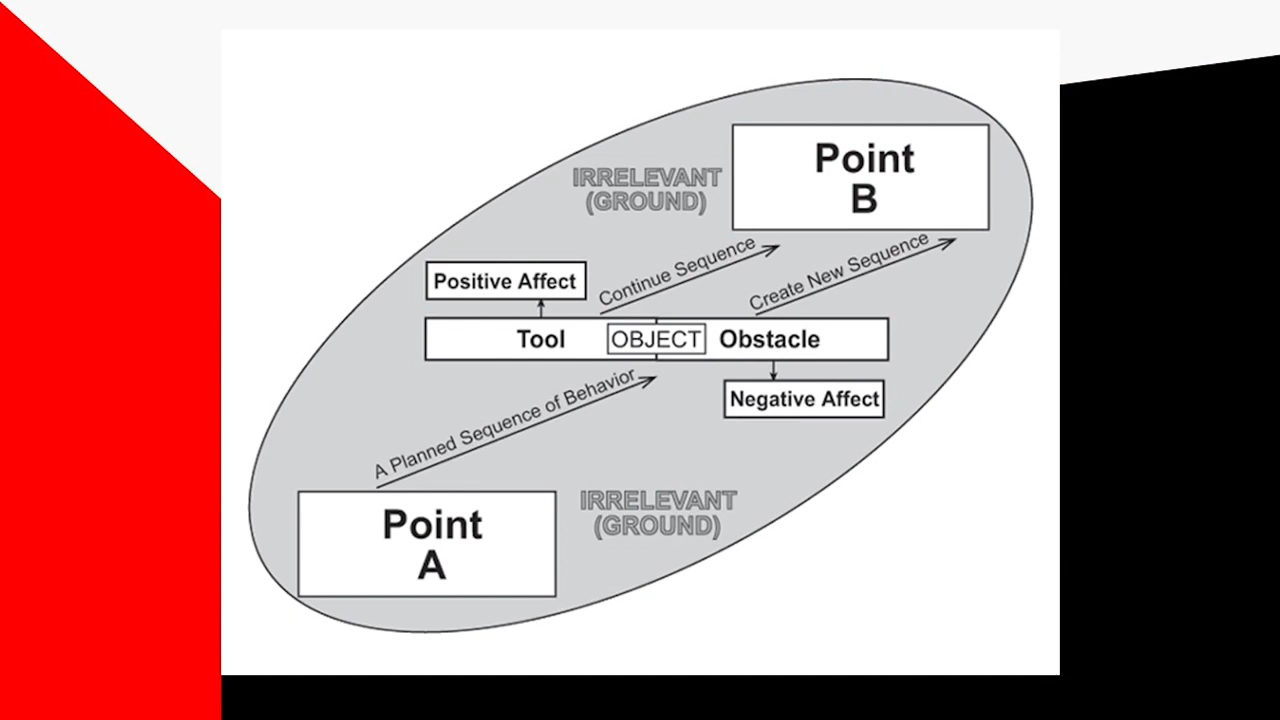 Point
B
IRRELEVANT
(GROUND)
Continue Sequence
Create New Sequence
Positive Affect
Tool
OBJECT
Obstacle
Negative Affect
A Planned Sequence of Behavior
Point
A
IRRELEVANT
(GROUND)